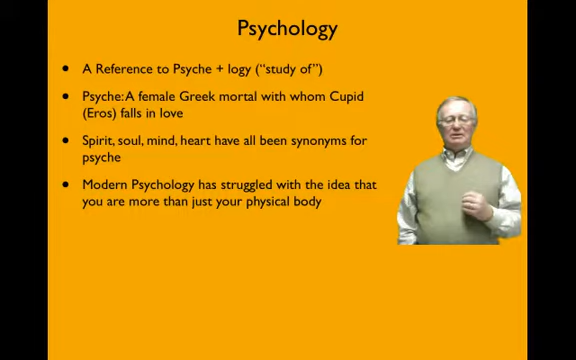 Psychology
• A Reference to Psyche + logy (“study of”)
• Psyche: A female Greek mortal with whom Cupid
(Eros) falls in love
• Spirit, soul, mind, heart have all been synonyms for
psyche
• Modern Psychology has struggled with the idea that
you are more than just your physical body